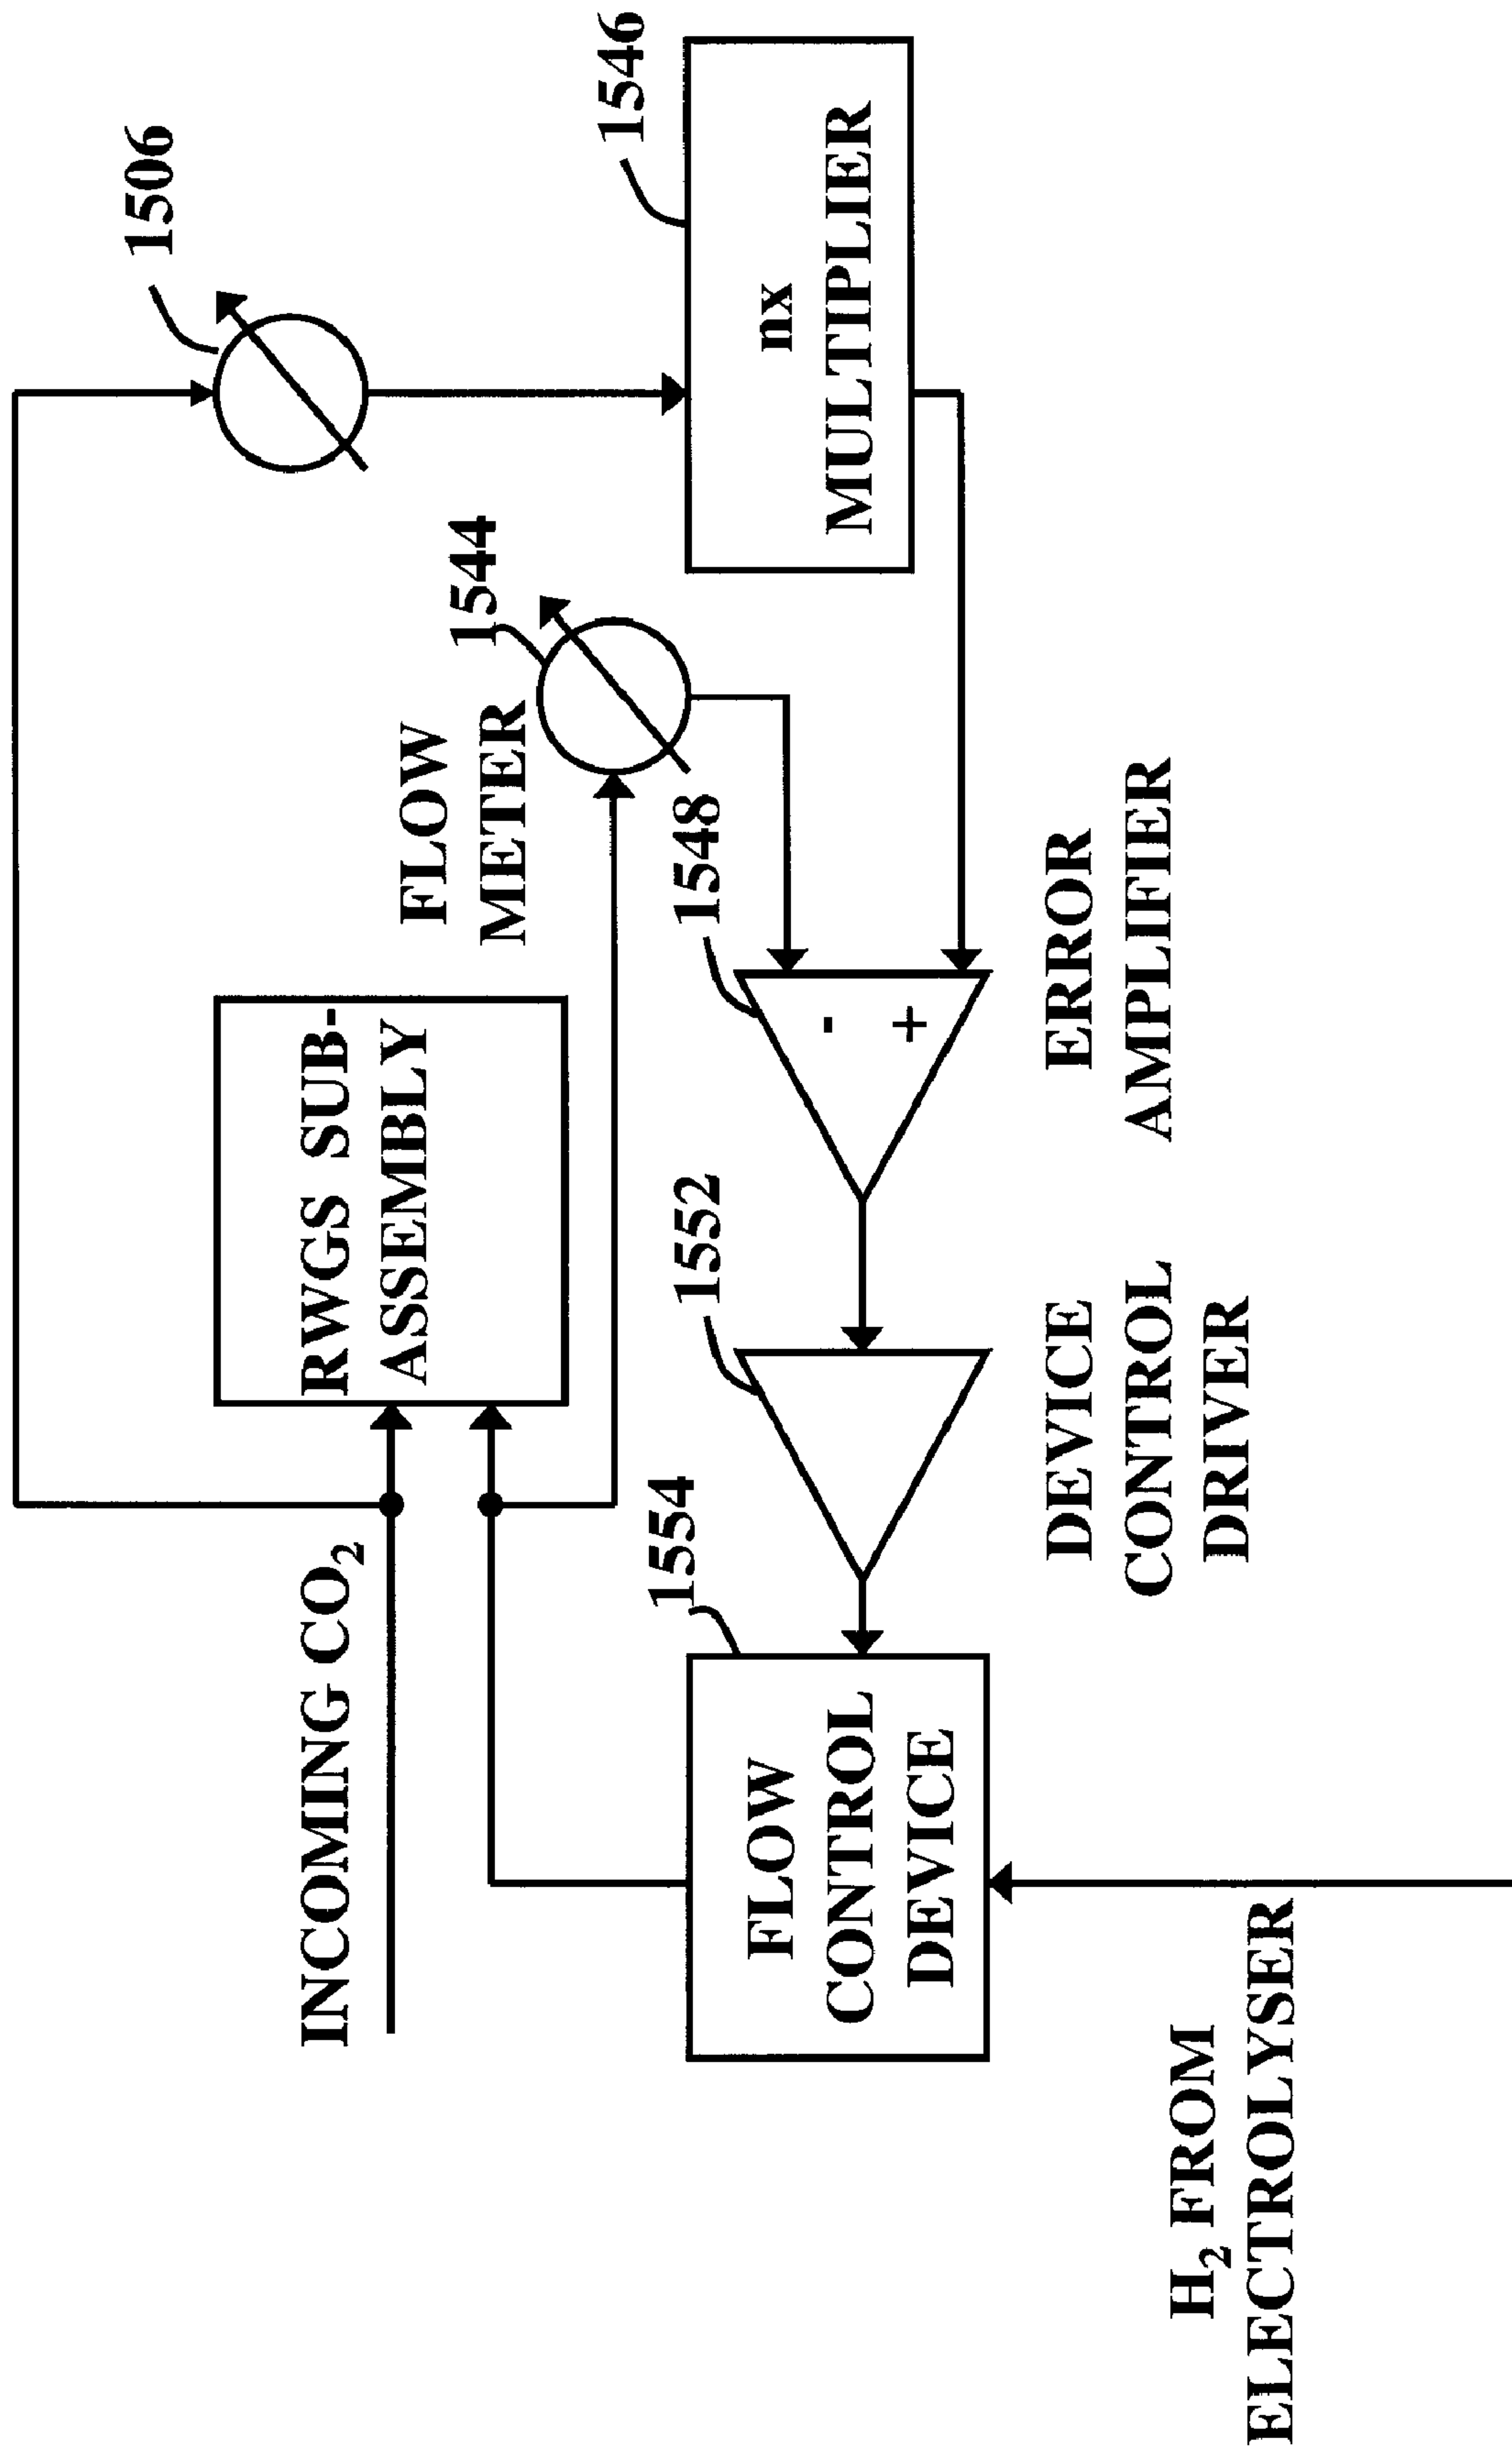 1506
1546
nx
MULTIPLIER
1544
FLOW
METER
1548
ERROR
AMPLIFIER
RWGS SUB-
ASSEMBLY
1552
DEVICE
CONTROL
DRIVER
INCOMING CO₂
1554
FLOW
CONTROL
DEVICE
H₂ FROM
ELECTROLYSER
-
+